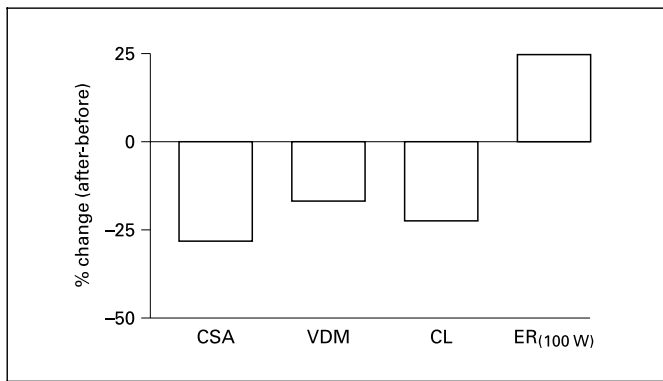 % change (after-before)
25
0
–25
–50
CSA VDM CL ER(100 W)